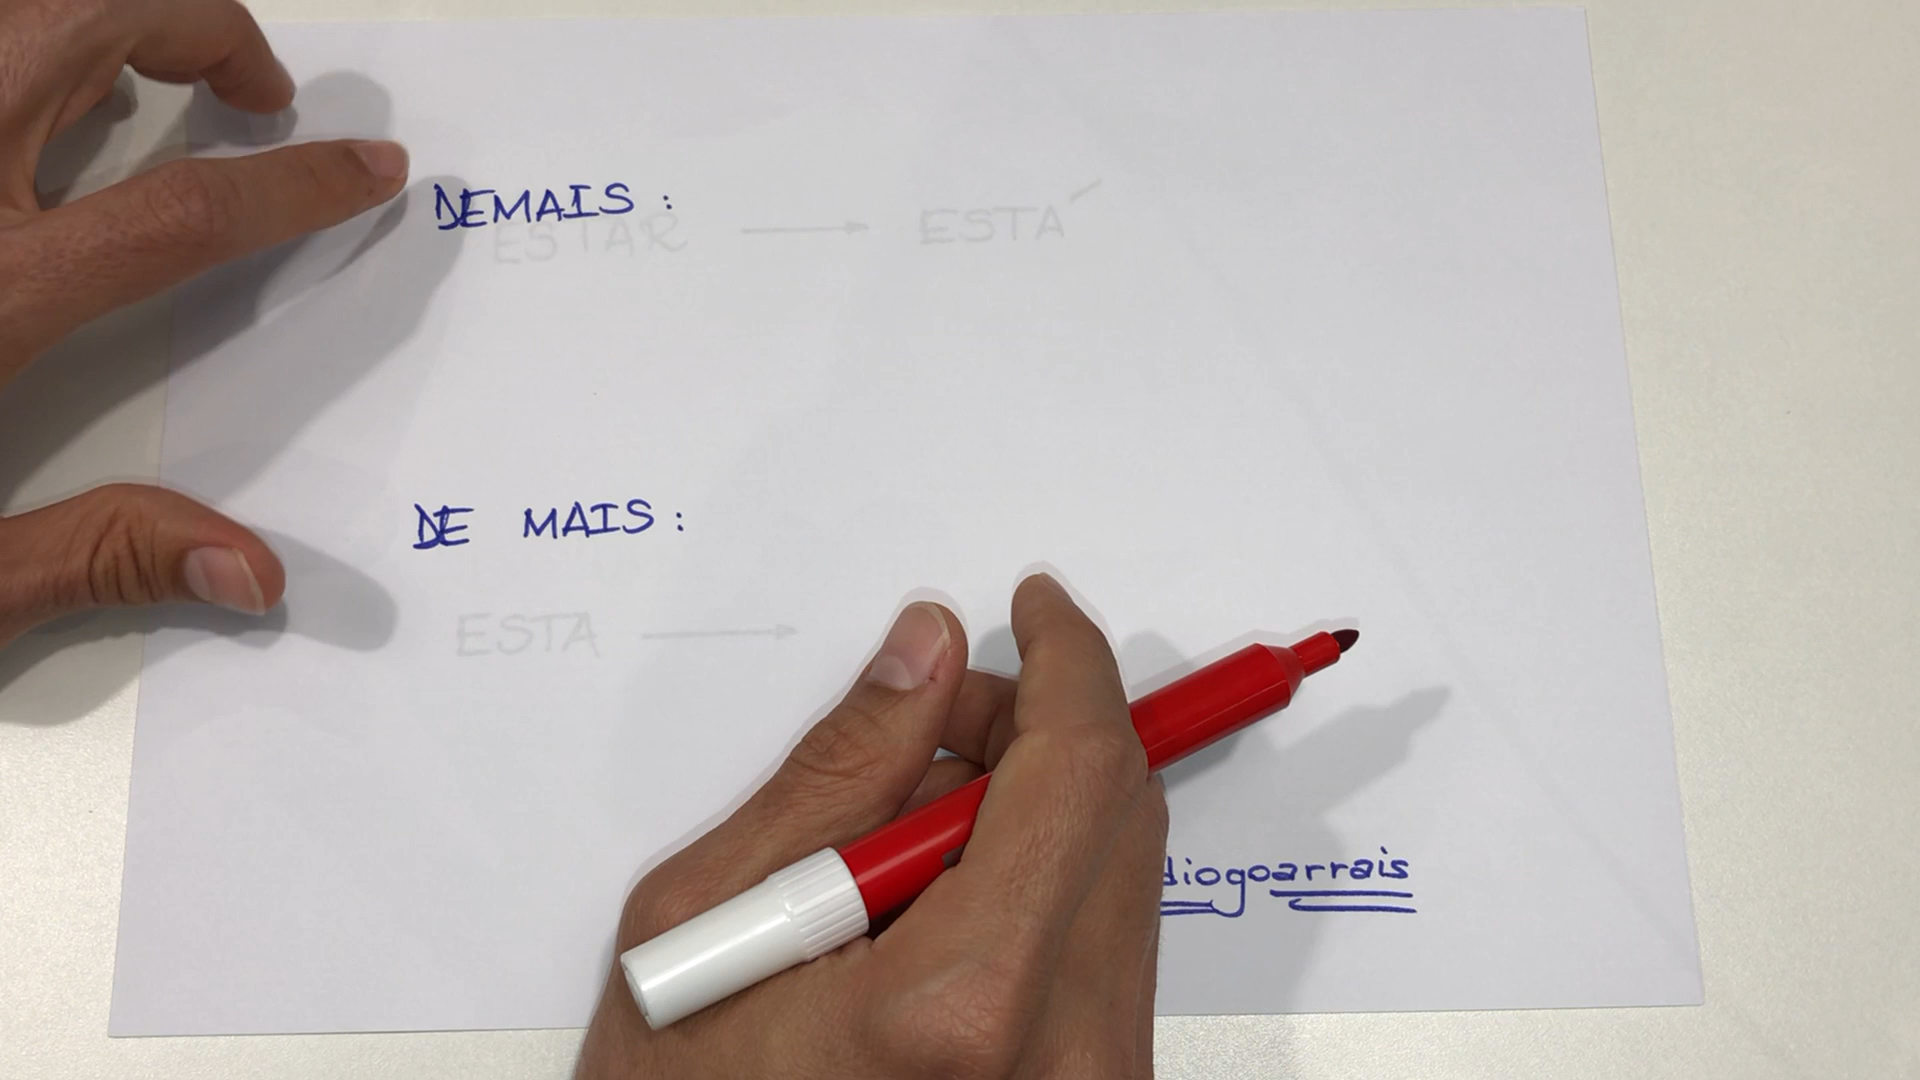 DEMAIS :
ESTAR → ESTÁ
DE MAIS :
ESTA →
diogoarrais